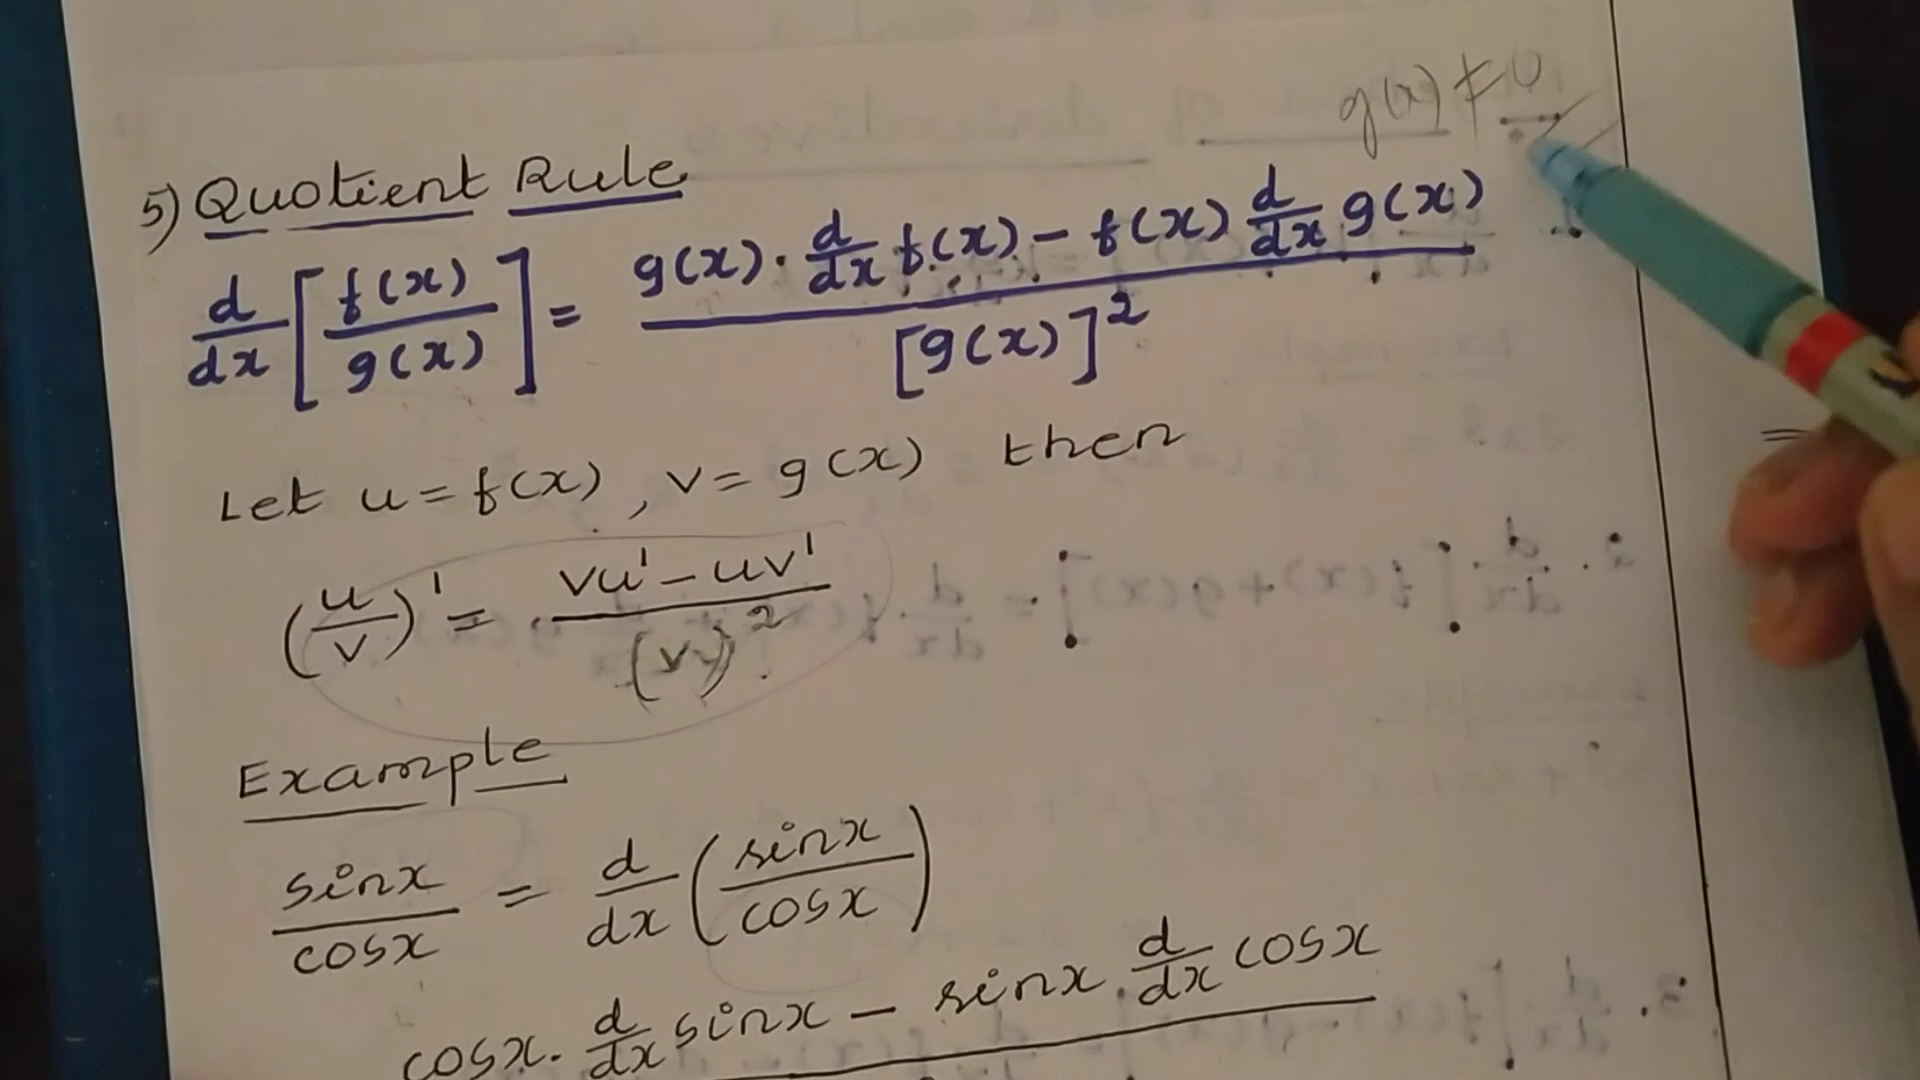 g(x) ≠ 0
5) Quotient Rule
d/dx [f(x)/g(x)] = (g(x) · d/dx f(x) − f(x) d/dx g(x)) / [g(x)]²
Let u = f(x), v = g(x) then
(u/v)' = (vu' − uv') / (v)²
Example
sinx/cosx = d/dx (sinx/cosx)
cosx · d/dx sinx − sinx · d/dx cosx
=